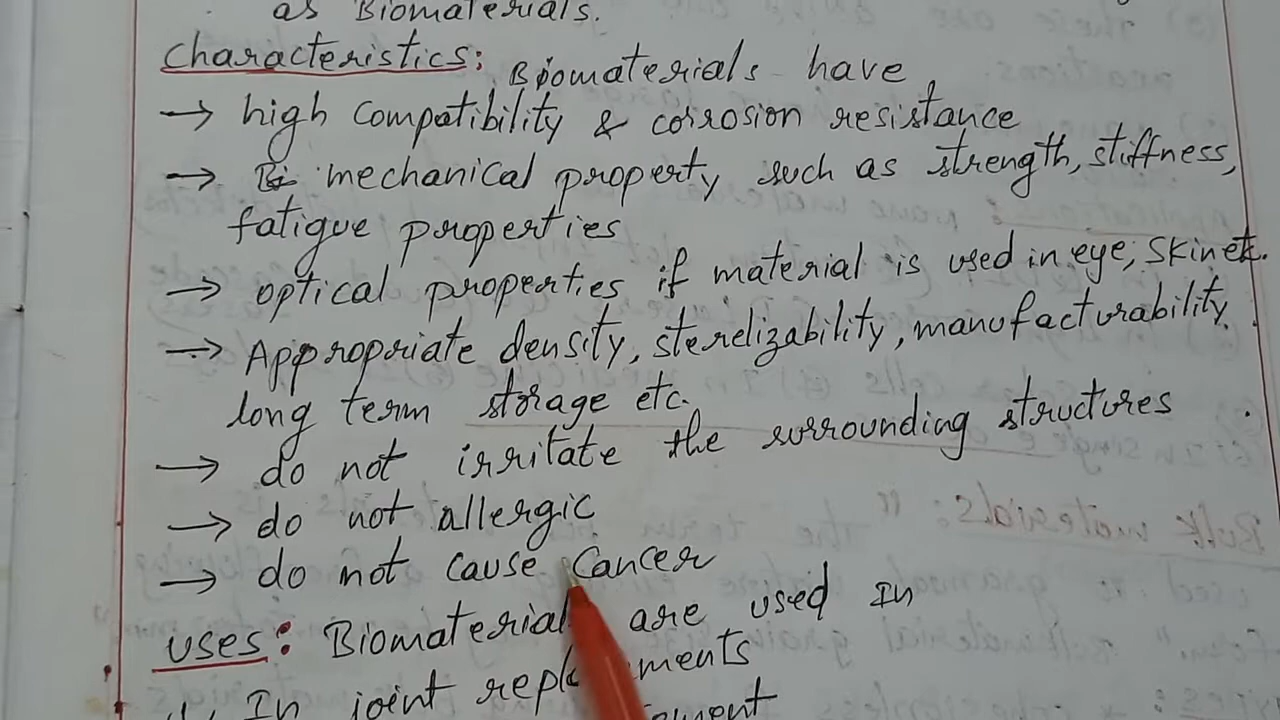 as Biomaterials.
Characteristics: Biomaterials have
→ high compatibility & corrosion resistance
→ mechanical property such as strength, stiffness,
fatigue properties
→ optical properties if material is used in eye, skin etc.
→ Appropriate density, sterelizability, manufacturability,
long term storage etc.
→ do not irritate the surrounding structures
→ do not allergic
→ do not cause cancer
uses: Biomaterial are used In
1. In joint replacements